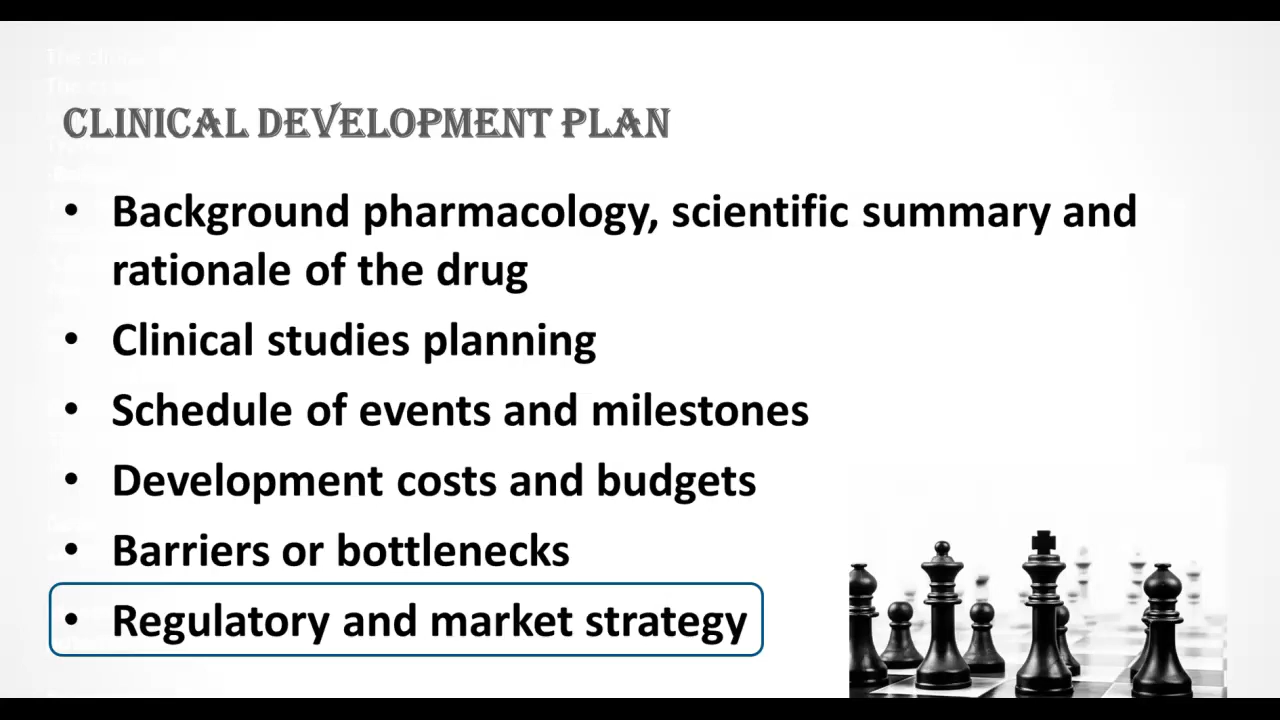 CLINICAL DEVELOPMENT PLAN
• Background pharmacology, scientific summary and
rationale of the drug
• Clinical studies planning
• Schedule of events and milestones
• Development costs and budgets
• Barriers or bottlenecks
• Regulatory and market strategy